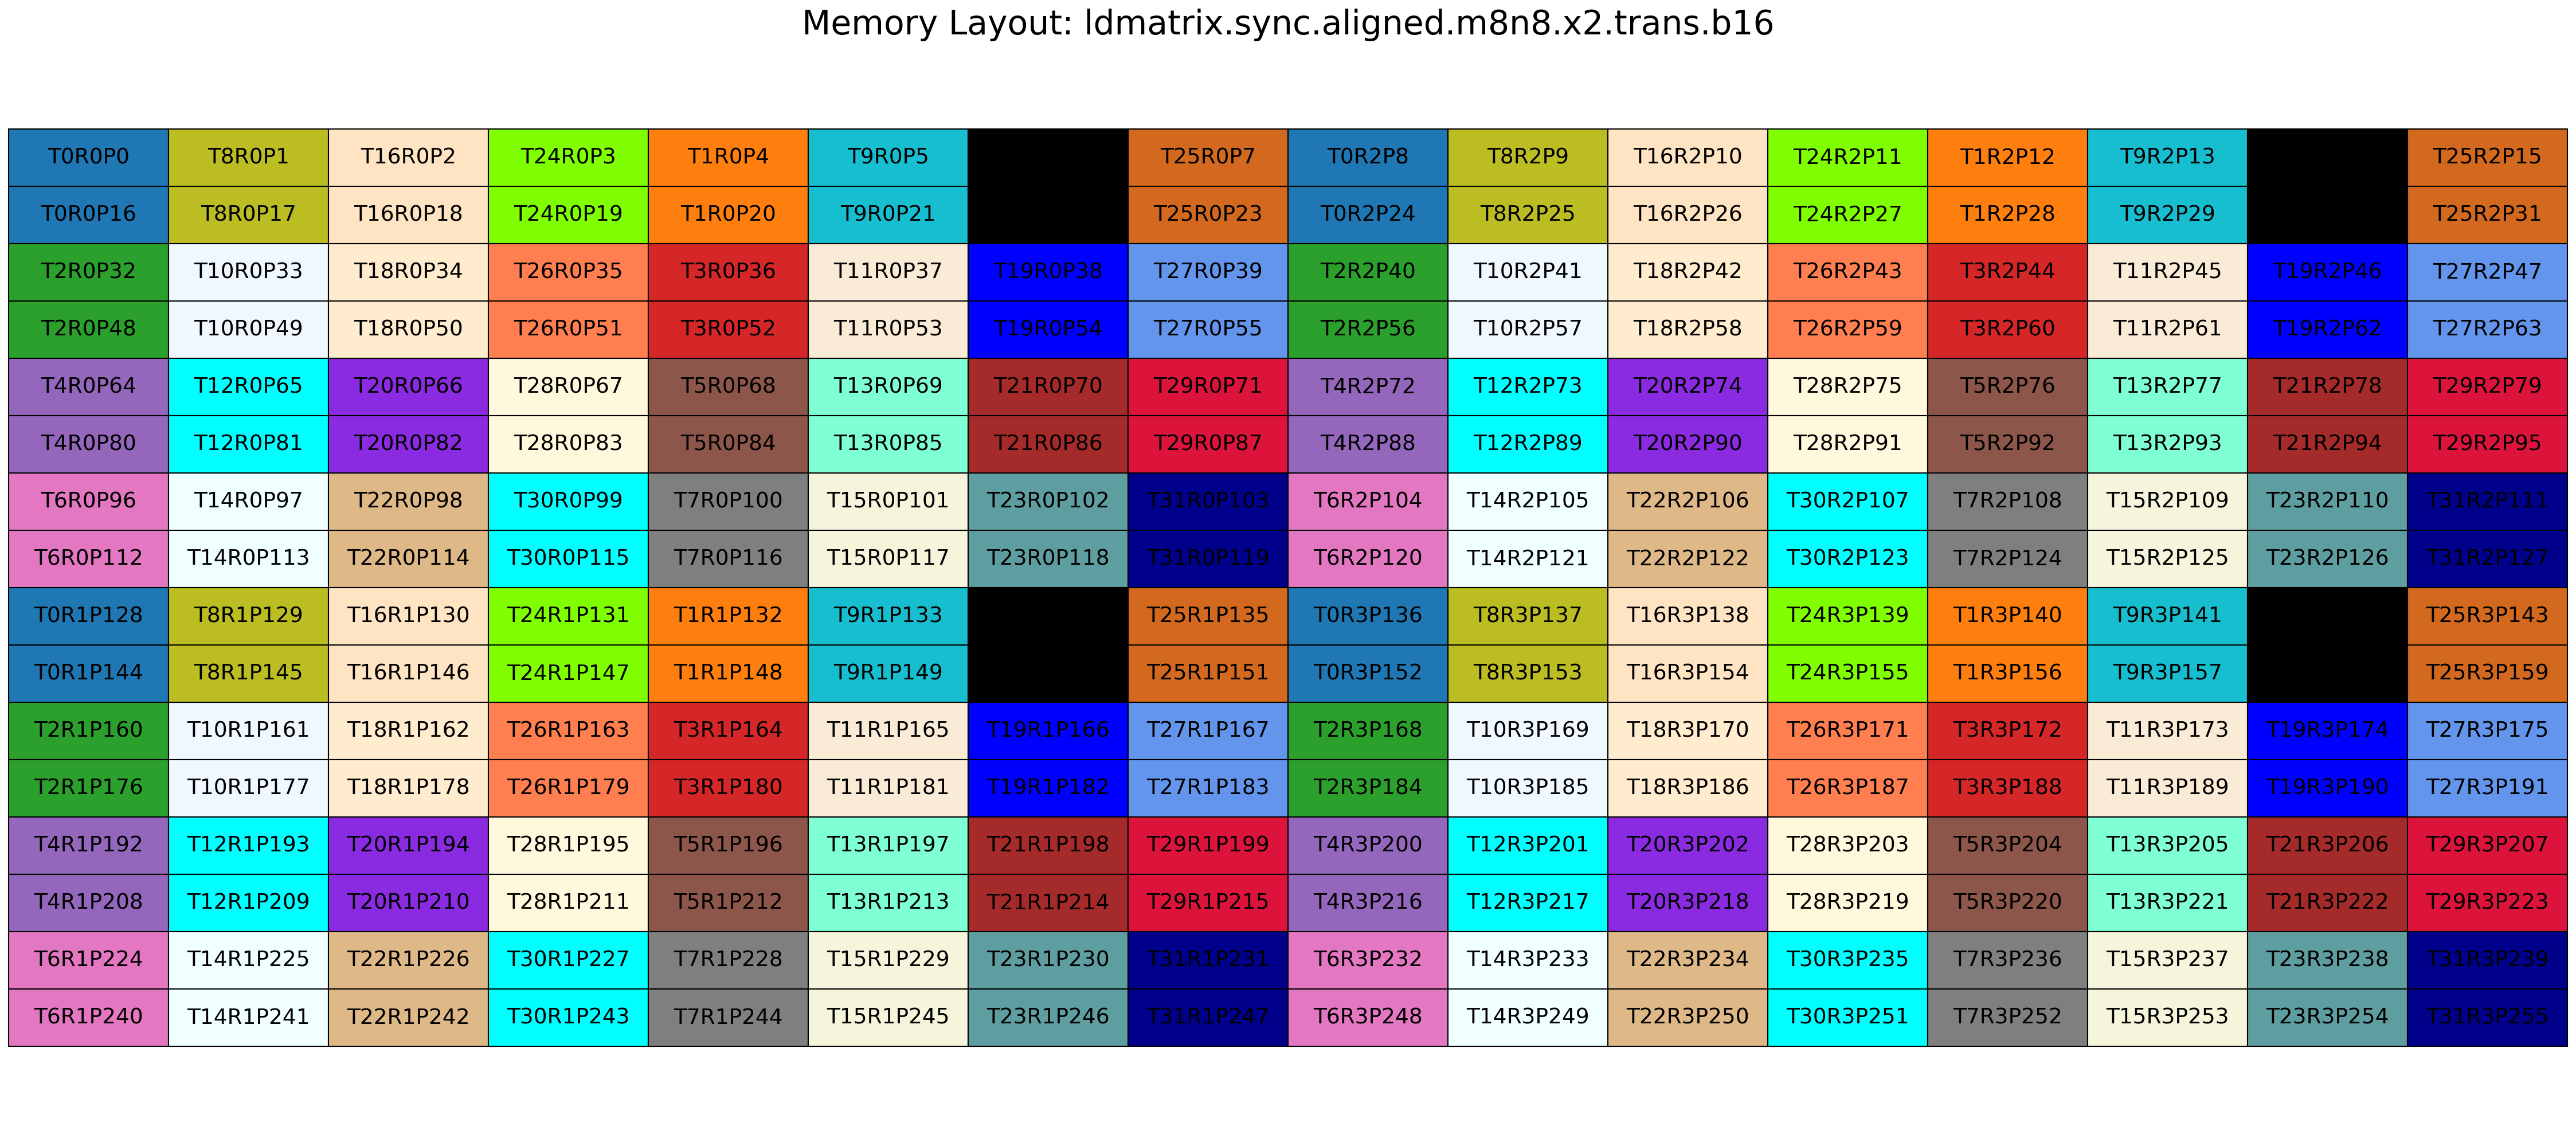 Memory Layout: ldmatrix.sync.aligned.m8n8.x2.trans.b16
T0R0P0 T8R0P1 T16R0P2 T24R0P3 T1R0P4 T9R0P5 T25R0P7 T0R2P8 T8R2P9 T16R2P10 T24R2P11 T1R2P12 T9R2P13 T25R2P15
T0R0P16 T8R0P17 T16R0P18 T24R0P19 T1R0P20 T9R0P21 T25R0P23 T0R2P24 T8R2P25 T16R2P26 T24R2P27 T1R2P28 T9R2P29 T25R2P31
T2R0P32 T10R0P33 T18R0P34 T26R0P35 T3R0P36 T11R0P37 T19R0P38 T27R0P39 T2R2P40 T10R2P41 T18R2P42 T26R2P43 T3R2P44 T11R2P45 T19R2P46 T27R2P47
T2R0P48 T10R0P49 T18R0P50 T26R0P51 T3R0P52 T11R0P53 T19R0P54 T27R0P55 T2R2P56 T10R2P57 T18R2P58 T26R2P59 T3R2P60 T11R2P61 T19R2P62 T27R2P63
T4R0P64 T12R0P65 T20R0P66 T28R0P67 T5R0P68 T13R0P69 T21R0P70 T29R0P71 T4R2P72 T12R2P73 T20R2P74 T28R2P75 T5R2P76 T13R2P77 T21R2P78 T29R2P79
T4R0P80 T12R0P81 T20R0P82 T28R0P83 T5R0P84 T13R0P85 T21R0P86 T29R0P87 T4R2P88 T12R2P89 T20R2P90 T28R2P91 T5R2P92 T13R2P93 T21R2P94 T29R2P95
T6R0P96 T14R0P97 T22R0P98 T30R0P99 T7R0P100 T15R0P101 T23R0P102 T31R0P103 T6R2P104 T14R2P105 T22R2P106 T30R2P107 T7R2P108 T15R2P109 T23R2P110 T31R2P111
T6R0P112 T14R0P113 T22R0P114 T30R0P115 T7R0P116 T15R0P117 T23R0P118 T31R0P119 T6R2P120 T14R2P121 T22R2P122 T30R2P123 T7R2P124 T15R2P125 T23R2P126 T31R2P127
T0R1P128 T8R1P129 T16R1P130 T24R1P131 T1R1P132 T9R1P133 T25R1P135 T0R3P136 T8R3P137 T16R3P138 T24R3P139 T1R3P140 T9R3P141 T25R3P143
T0R1P144 T8R1P145 T16R1P146 T24R1P147 T1R1P148 T9R1P149 T25R1P151 T0R3P152 T8R3P153 T16R3P154 T24R3P155 T1R3P156 T9R3P157 T25R3P159
T2R1P160 T10R1P161 T18R1P162 T26R1P163 T3R1P164 T11R1P165 T19R1P166 T27R1P167 T2R3P168 T10R3P169 T18R3P170 T26R3P171 T3R3P172 T11R3P173 T19R3P174 T27R3P175
T2R1P176 T10R1P177 T18R1P178 T26R1P179 T3R1P180 T11R1P181 T19R1P182 T27R1P183 T2R3P184 T10R3P185 T18R3P186 T26R3P187 T3R3P188 T11R3P189 T19R3P190 T27R3P191
T4R1P192 T12R1P193 T20R1P194 T28R1P195 T5R1P196 T13R1P197 T21R1P198 T29R1P199 T4R3P200 T12R3P201 T20R3P202 T28R3P203 T5R3P204 T13R3P205 T21R3P206 T29R3P207
T4R1P208 T12R1P209 T20R1P210 T28R1P211 T5R1P212 T13R1P213 T21R1P214 T29R1P215 T4R3P216 T12R3P217 T20R3P218 T28R3P219 T5R3P220 T13R3P221 T21R3P222 T29R3P223
T6R1P224 T14R1P225 T22R1P226 T30R1P227 T7R1P228 T15R1P229 T23R1P230 T31R1P231 T6R3P232 T14R3P233 T22R3P234 T30R3P235 T7R3P236 T15R3P237 T23R3P238 T31R3P239
T6R1P240 T14R1P241 T22R1P242 T30R1P243 T7R1P244 T15R1P245 T23R1P246 T31R1P247 T6R3P248 T14R3P249 T22R3P250 T30R3P251 T7R3P252 T15R3P253 T23R3P254 T31R3P255